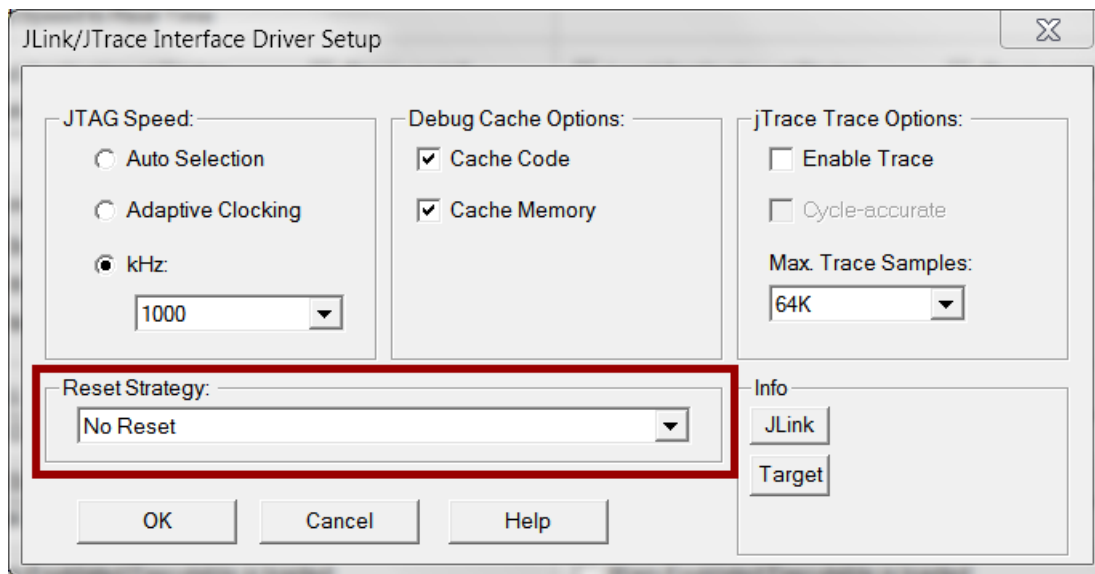 JLink/JTrace Interface Driver Setup
JTAG Speed:
Auto Selection
Adaptive Clocking
kHz:
1000
Debug Cache Options:
Cache Code
Cache Memory
jTrace Trace Options:
Enable Trace
Cycle-accurate
Max. Trace Samples:
64K
Reset Strategy:
No Reset
Info
JLink
Target
OK
Cancel
Help